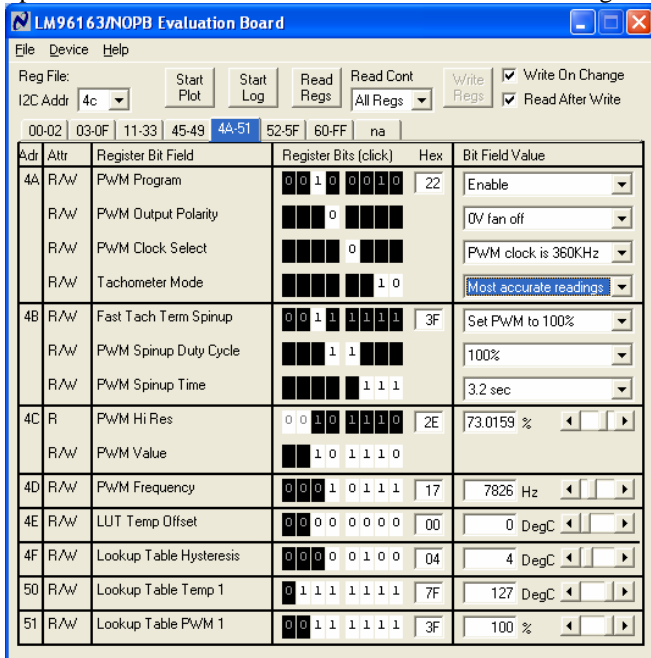 LM96163/NOPB Evaluation Board
File Device Help
Reg File:
I2C Addr 4c
Start Plot
Start Log
Read Regs
Read Cont
All Regs
Write Regs
Write On Change
Read After Write
00-02 03-0F 11-33 45-49 4A-51 52-5F 60-FF na
Adr Attr Register Bit Field Register Bits (click) Hex Bit Field Value
4A R/W PWM Program 0 0 1 0 0 0 1 0 22 Enable
R/W PWM Output Polarity 0 0V fan off
R/W PWM Clock Select 0 PWM clock is 360KHz
R/W Tachometer Mode 1 0 Most accurate readings
4B R/W Fast Tach Term Spinup 0 0 1 1 1 1 1 1 3F Set PWM to 100%
R/W PWM Spinup Duty Cycle 1 1 100%
R/W PWM Spinup Time 1 1 1 3.2 sec
4C R PWM Hi Res 0 0 1 0 1 1 1 0 2E 73.0159 %
R/W PWM Value 1 0 1 1 1 0
4D R/W PWM Frequency 0 0 0 1 0 1 1 1 17 7826 Hz
4E R/W LUT Temp Offset 0 0 0 0 0 0 0 0 00 0 DegC
4F R/W Lookup Table Hysteresis 0 0 0 0 0 1 0 0 04 4 DegC
50 R/W Lookup Table Temp 1 0 1 1 1 1 1 1 1 7F 127 DegC
51 R/W Lookup Table PWM 1 0 0 1 1 1 1 1 1 3F 100 %